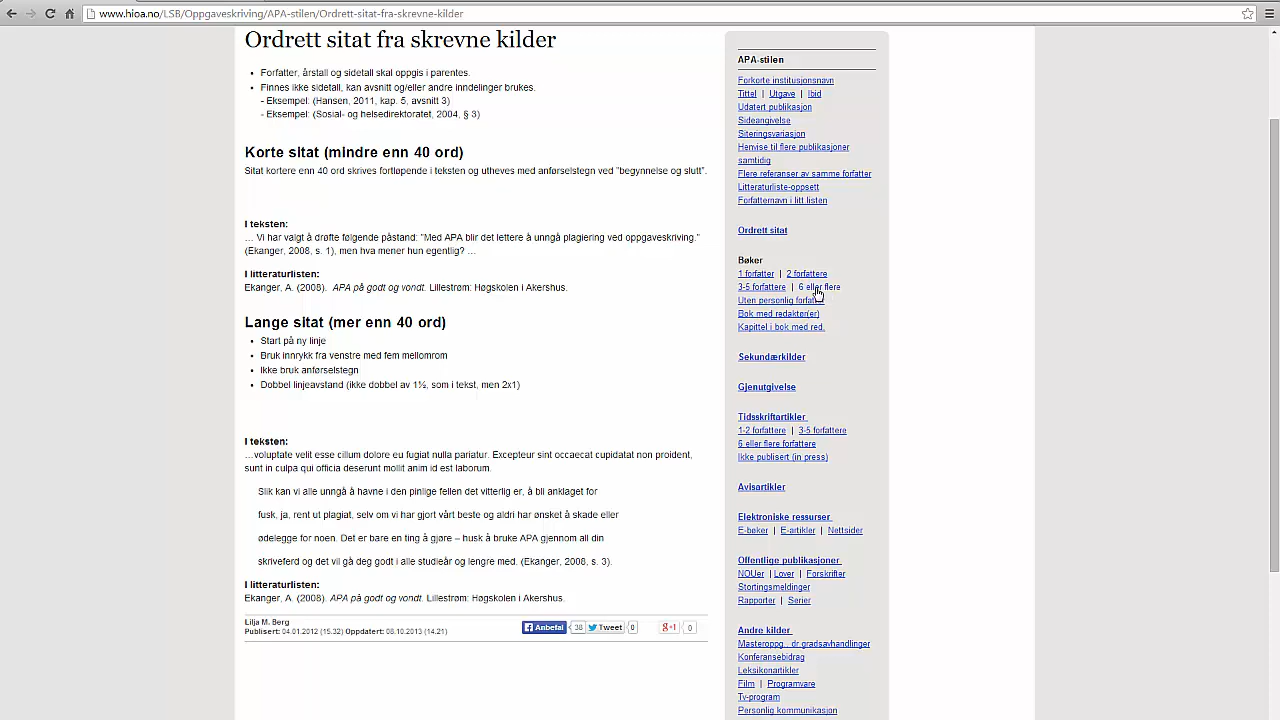 www.hioa.no/LSB/Oppgaveskriving/APA-stilen/Ordrett-sitat-fra-skrevne-kilder
Ordrett sitat fra skrevne kilder
• Forfatter, årstall og sidetall skal oppgis i parentes.
• Finnes ikke sidetall, kan avsnitt og/eller andre inndelinger brukes.
- Eksempel: (Hansen, 2011, kap. 5, avsnitt 3)
- Eksempel: (Sosial- og helsedirektoratet, 2004, § 3)
Korte sitat (mindre enn 40 ord)
Sitat kortere enn 40 ord skrives fortløpende i teksten og utheves med anførselstegn ved "begynnelse og slutt".
I teksten:
… Vi har valgt å drøfte følgende påstand: "Med APA blir det lettere å unngå plagiering ved oppgaveskriving."
(Ekanger, 2008, s. 1), men hva mener hun egentlig? …
I litteraturlisten:
Ekanger, A. (2008). APA på godt og vondt. Lillestrøm: Høgskolen i Akershus.
Lange sitat (mer enn 40 ord)
• Start på ny linje
• Bruk innrykk fra venstre med fem mellomrom
• Ikke bruk anførselstegn
• Dobbel linjeavstand (ikke dobbel av 1½, som i tekst, men 2x1)
I teksten:
…voluptate velit esse cillum dolore eu fugiat nulla pariatur. Excepteur sint occaecat cupidatat non proident,
sunt in culpa qui officia deserunt mollit anim id est laborum.
Slik kan vi alle unngå å havne i den pinlige fellen det vitterlig er, å bli anklaget for
fusk, ja, rent ut plagiat, selv om vi har gjort vårt beste og aldri har ønsket å skade eller
ødelegge for noen. Det er bare en ting å gjøre – husk å bruke APA gjennom all din
skriveferd og det vil gå deg godt i alle studieår og lengre med. (Ekanger, 2008, s. 3).
I litteraturlisten:
Ekanger, A. (2008). APA på godt og vondt. Lillestrøm: Høgskolen i Akershus.
Lilja M. Berg
Publisert: 04.01.2012 (15.32) Oppdatert: 08.10.2013 (14.21)
Anbefal 38 Tweet 0 g+1 0
APA-stilen
Forkorte institusjonsnavn
Tittel | Utgave | Ibid
Udatert publikasjon
Sideangivelse
Siteringsvariasjon
Henvise til flere publikasjoner
samtidig
Flere referanser av samme forfatter
Litteraturliste-oppsett
Forfatternavn i litt.listen
Ordrett sitat
Bøker
1 forfatter | 2 forfattere
3-5 forfattere | 6 eller flere
Uten personlig forfatter
Bok med redaktør(er)
Kapittel i bok med red.
Sekundærkilder
Gjenutgivelse
Tidsskriftartikler
1-2 forfattere | 3-5 forfattere
6 eller flere forfattere
Ikke publisert (in press)
Avisartikler
Elektroniske ressurser
E-bøker | E-artikler | Nettsider
Offentlige publikasjoner
NOUer | Lover | Forskrifter
Stortingsmeldinger
Rapporter | Serier
Andre kilder
Masteroppg., dr.gradsavhandlinger
Konferansebidrag
Leksikonartikler
Film | Programvare
Tv-program
Personlig kommunikasjon